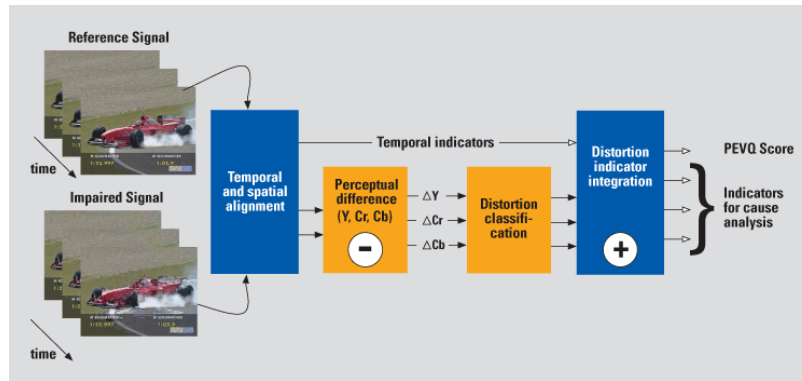 Reference Signal
time
Impaired Signal
time
Temporal
and spatial
alignment
Temporal indicators
Perceptual
difference
(Y, Cr, Cb)
−
ΔY
ΔCr
ΔCb
Distortion
classifi-
cation
Distortion
indicator
integration
+
PEVQ Score
Indicators
for cause
analysis